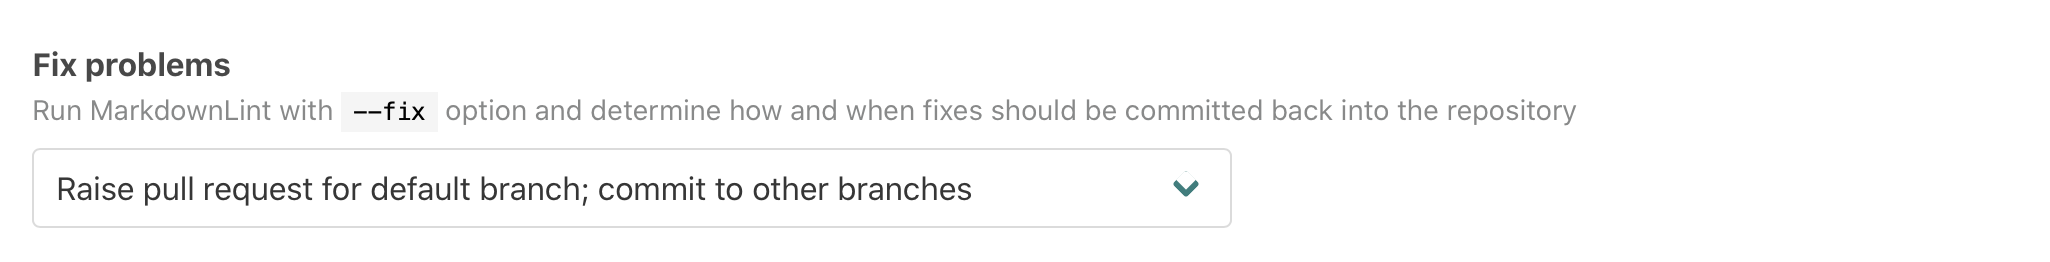 Fix problems
Run MarkdownLint with --fix option and determine how and when fixes should be committed back into the repository
Raise pull request for default branch; commit to other branches